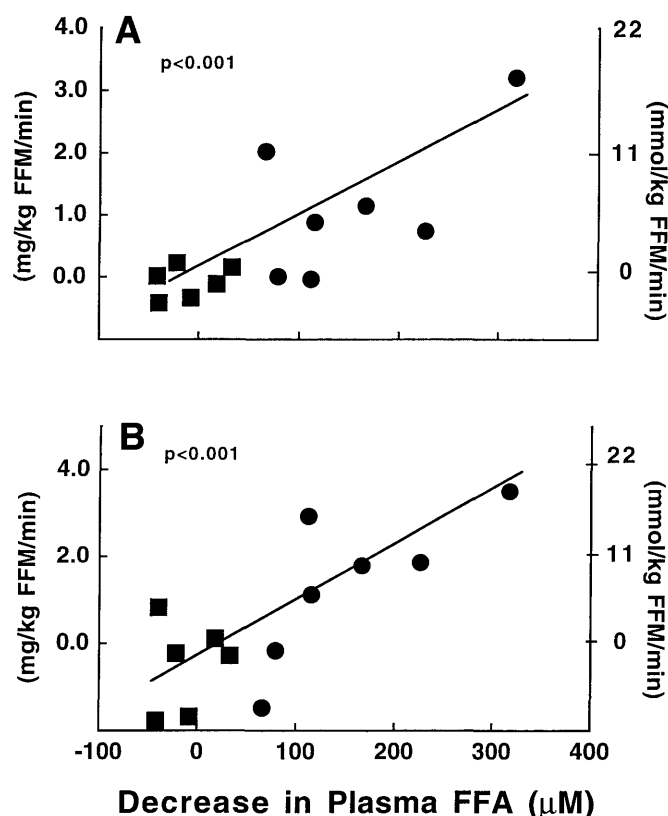 A
p<0.001
4.0
3.0
2.0
1.0
0.0
(mg/kg FFM/min)
22
11
0
(mmol/kg FFM/min)
B
p<0.001
4.0
2.0
0.0
(mg/kg FFM/min)
22
11
0
(mmol/kg FFM/min)
-100 0 100 200 300 400
Decrease in Plasma FFA (μM)